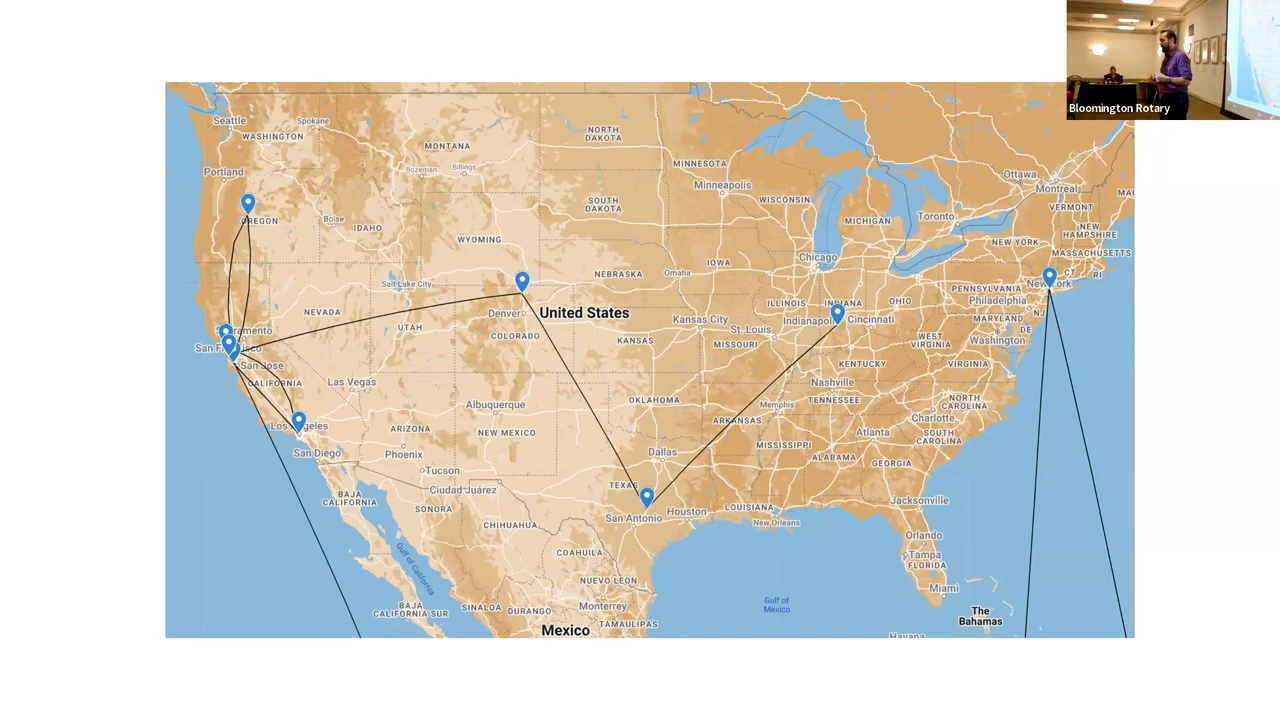 Bloomington Rotary
Seattle
Spokane
WASHINGTON
Portland
MONTANA
Bozeman
Billings
NORTH
DAKOTA
MINNESOTA
Minneapolis
WISCONSIN
MICHIGAN
Ottawa
Montreal
Toronto
VERMONT
NEW
HAMPSHIRE
MASSACHUSETTS
NEW YORK
CT
RI
OREGON
Boise
IDAHO
WYOMING
SOUTH
DAKOTA
IOWA
Chicago
NEBRASKA
Omaha
Salt Lake City
NEVADA
UTAH
Denver
COLORADO
United States
KANSAS
Kansas City
St. Louis
MISSOURI
ILLINOIS
INDIANA
OHIO
Indianapolis
Cincinnati
PENNSYLVANIA
New York
Philadelphia
NJ
MARYLAND
DE
Washington
WEST
VIRGINIA
VIRGINIA
KENTUCKY
Sacramento
San Francisco
San Jose
CALIFORNIA
Las Vegas
Los Angeles
San Diego
ARIZONA
Phoenix
Tucson
Albuquerque
NEW MEXICO
OKLAHOMA
ARKANSAS
Memphis
Nashville
TENNESSEE
NORTH
CAROLINA
Charlotte
SOUTH
CAROLINA
Atlanta
MISSISSIPPI
ALABAMA
GEORGIA
Dallas
TEXAS
San Antonio
Houston
LOUISIANA
New Orleans
Jacksonville
Orlando
Tampa
FLORIDA
Miami
The
Bahamas
Havana
Gulf of
Mexico
Ciudad Juárez
BAJA
CALIFORNIA
SONORA
CHIHUAHUA
COAHUILA
NUEVO LEON
Monterrey
TAMAULIPAS
Gulf of California
BAJA
CALIFORNIA SUR
SINALOA
DURANGO
Mexico